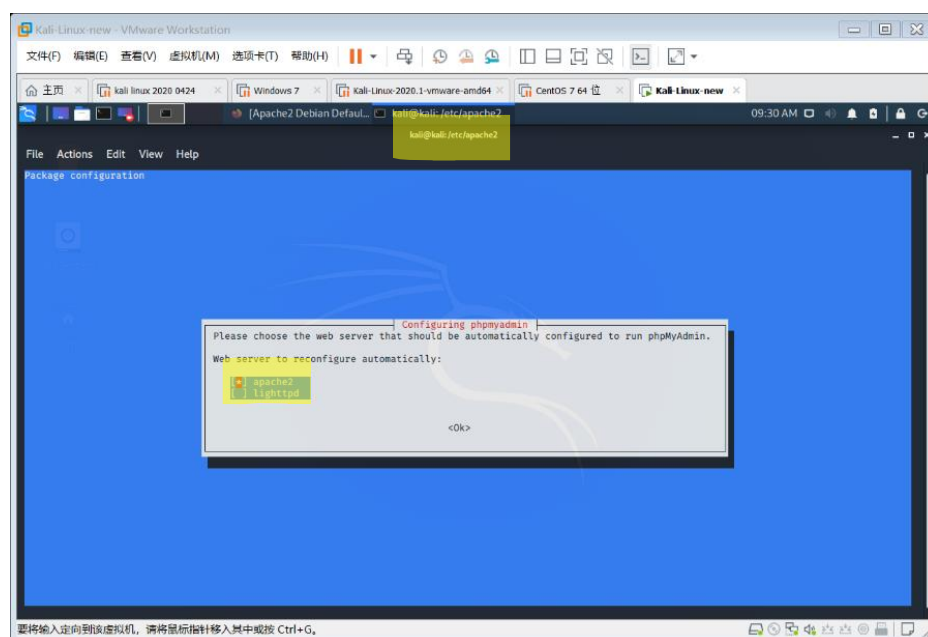 Kali-Linux-new - VMware Workstation
文件(F) 编辑(E) 查看(V) 虚拟机(M) 选项卡(T) 帮助(H)
主页 kali linux 2020 0424 Windows 7 Kali-Linux-2020.1-vmware-amd64 CentOS 7 64 位 Kali-Linux-new
[Apache2 Debian Defaul... kali@kali: /etc/apache2 09:30 AM
kali@kali: /etc/apache2
File Actions Edit View Help
Package configuration
Configuring phpmyadmin
Please choose the web server that should be automatically configured to run phpMyAdmin.
Web server to reconfigure automatically:
[*] apache2
[ ] lighttpd
<Ok>
要将输入定向到该虚拟机，请将鼠标指针移入其中或按 Ctrl+G。